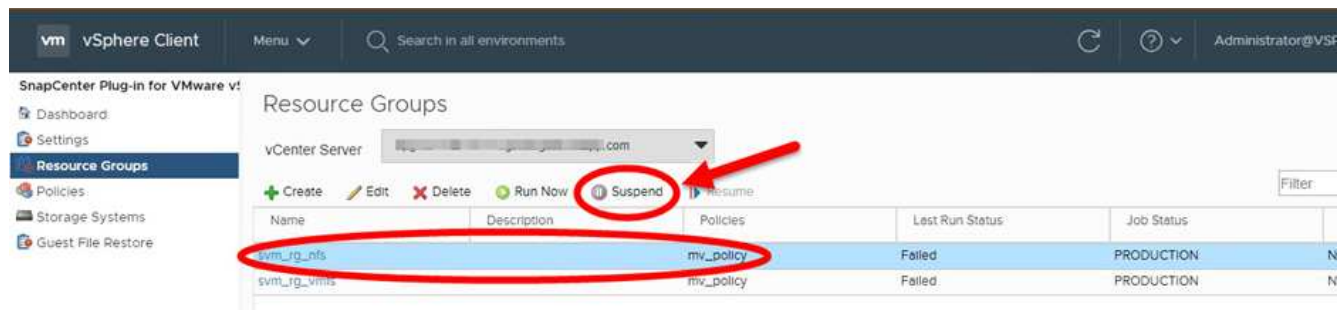 vm vSphere Client Menu Search in all environments Administrator@VSP
SnapCenter Plug-in for VMware vS
Dashboard
Settings
Resource Groups
Policies
Storage Systems
Guest File Restore
Resource Groups
vCenter Server .com
Create Edit Delete Run Now Suspend Resume Filter
Name Description Policies Last Run Status Job Status
svm_rg_nfs mv_policy Failed PRODUCTION N
svm_rg_vmfs mv_policy Failed PRODUCTION N